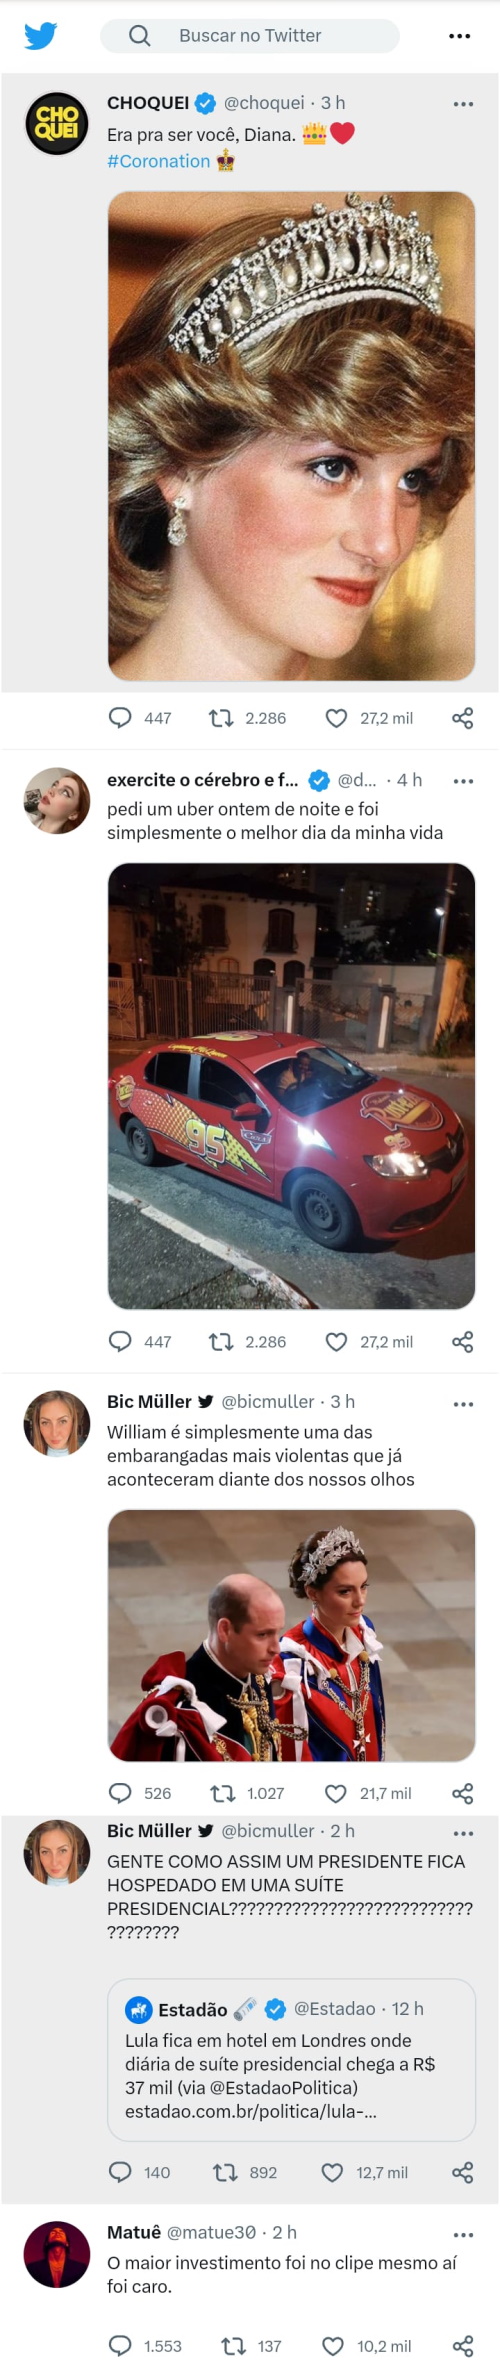 Buscar no Twitter
CHO
QUEI
CHOQUEI @choquei · 3 h
Era pra ser você, Diana. 👑❤️
#Coronation
447 2.286 27,2 mil
exercite o cérebro e f... @d... · 4 h
pedi um uber ontem de noite e foi
simplesmente o melhor dia da minha vida
95
95
447 2.286 27,2 mil
Bic Müller @bicmuller · 3 h
William é simplesmente uma das
embarangadas mais violentas que já
aconteceram diante dos nossos olhos
526 1.027 21,7 mil
Bic Müller @bicmuller · 2 h
GENTE COMO ASSIM UM PRESIDENTE FICA
HOSPEDADO EM UMA SUÍTE
PRESIDENCIAL???????????????????????????
????????
Estadão 🗞️ @Estadao · 12 h
Lula fica em hotel em Londres onde
diária de suíte presidencial chega a R$
37 mil (via @EstadaoPolitica)
estadao.com.br/politica/lula-...
140 892 12,7 mil
Matuê @matue30 · 2 h
O maior investimento foi no clipe mesmo aí
foi caro.
1.553 137 10,2 mil